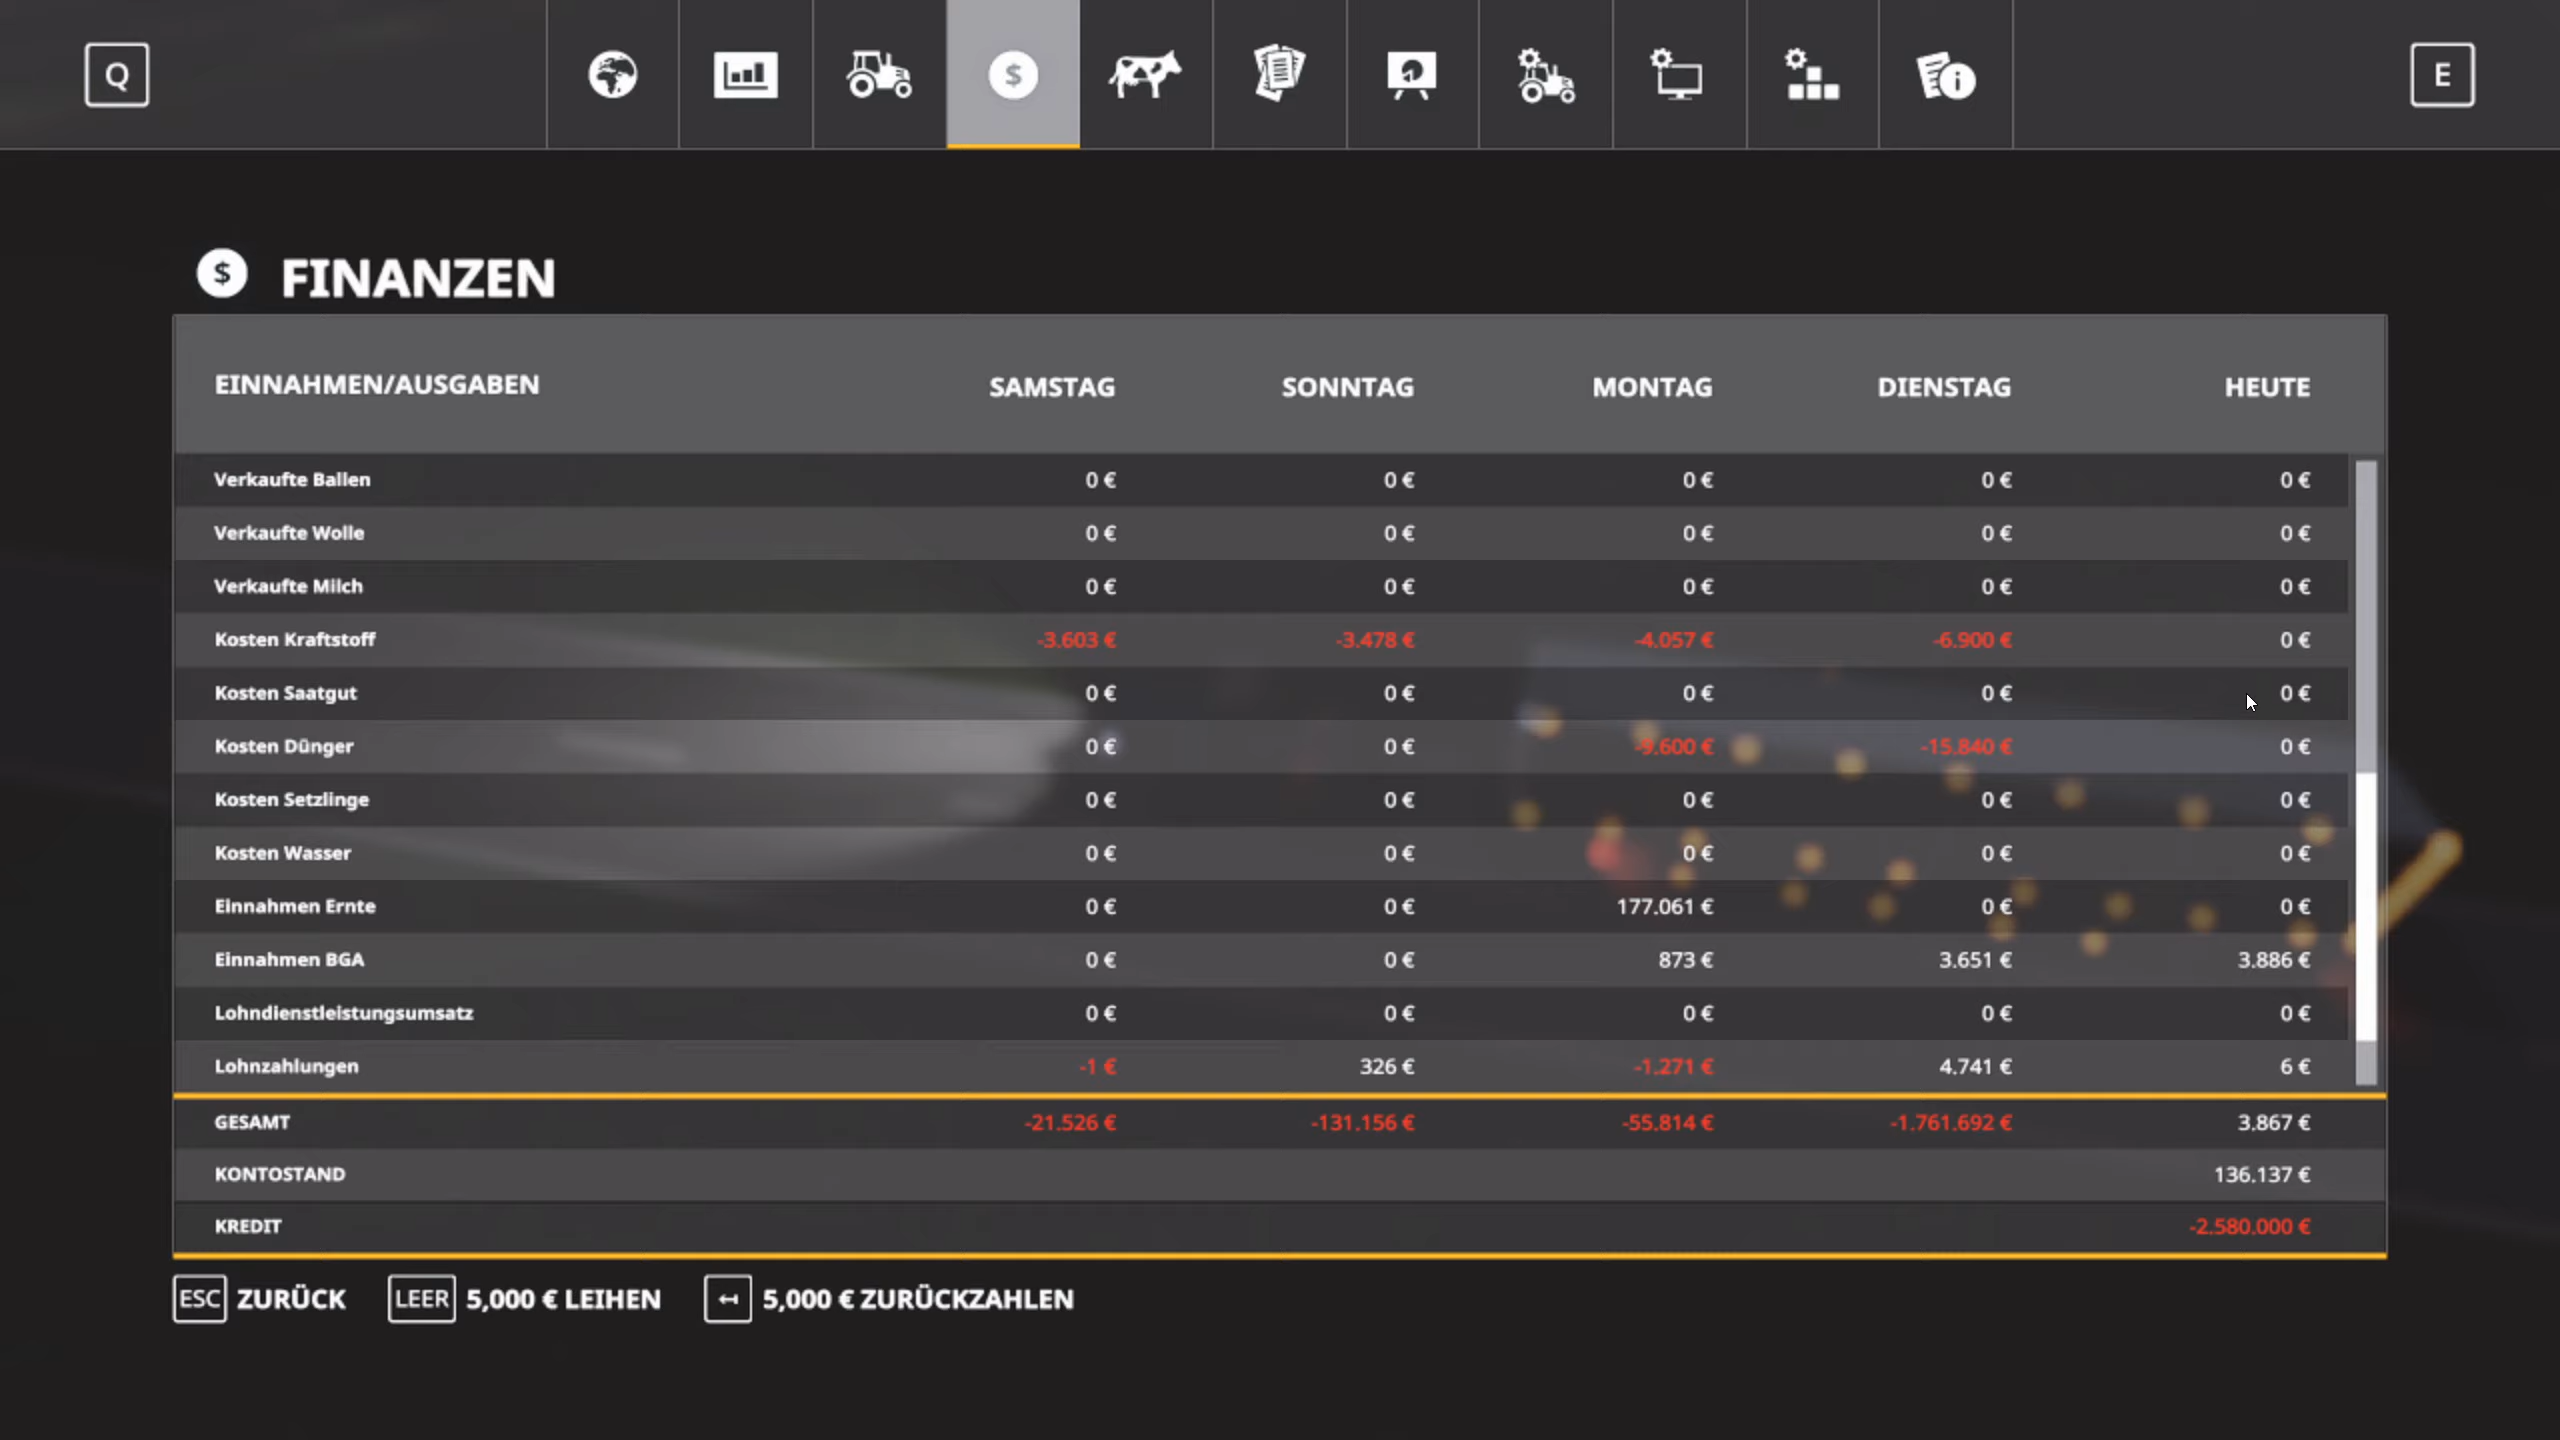 Q
E
$ FINANZEN
EINNAHMEN/AUSGABEN SAMSTAG SONNTAG MONTAG DIENSTAG HEUTE
Verkaufte Ballen 0 € 0 € 0 € 0 € 0 €
Verkaufte Wolle 0 € 0 € 0 € 0 € 0 €
Verkaufte Milch 0 € 0 € 0 € 0 € 0 €
Kosten Kraftstoff -3.603 € -3.478 € -4.057 € -6.900 € 0 €
Kosten Saatgut 0 € 0 € 0 € 0 € 0 €
Kosten Dünger 0 € 0 € -9.600 € -15.840 € 0 €
Kosten Setzlinge 0 € 0 € 0 € 0 € 0 €
Kosten Wasser 0 € 0 € 0 € 0 € 0 €
Einnahmen Ernte 0 € 0 € 177.061 € 0 € 0 €
Einnahmen BGA 0 € 0 € 873 € 3.651 € 3.886 €
Lohndienstleistungsumsatz 0 € 0 € 0 € 0 € 0 €
Lohnzahlungen -1 € 326 € -1.271 € 4.741 € 6 €
GESAMT -21.526 € -131.156 € -55.814 € -1.761.692 € 3.867 €
KONTOSTAND 136.137 €
KREDIT -2.580.000 €
ESC ZURÜCK LEER 5,000 € LEIHEN 5,000 € ZURÜCKZAHLEN